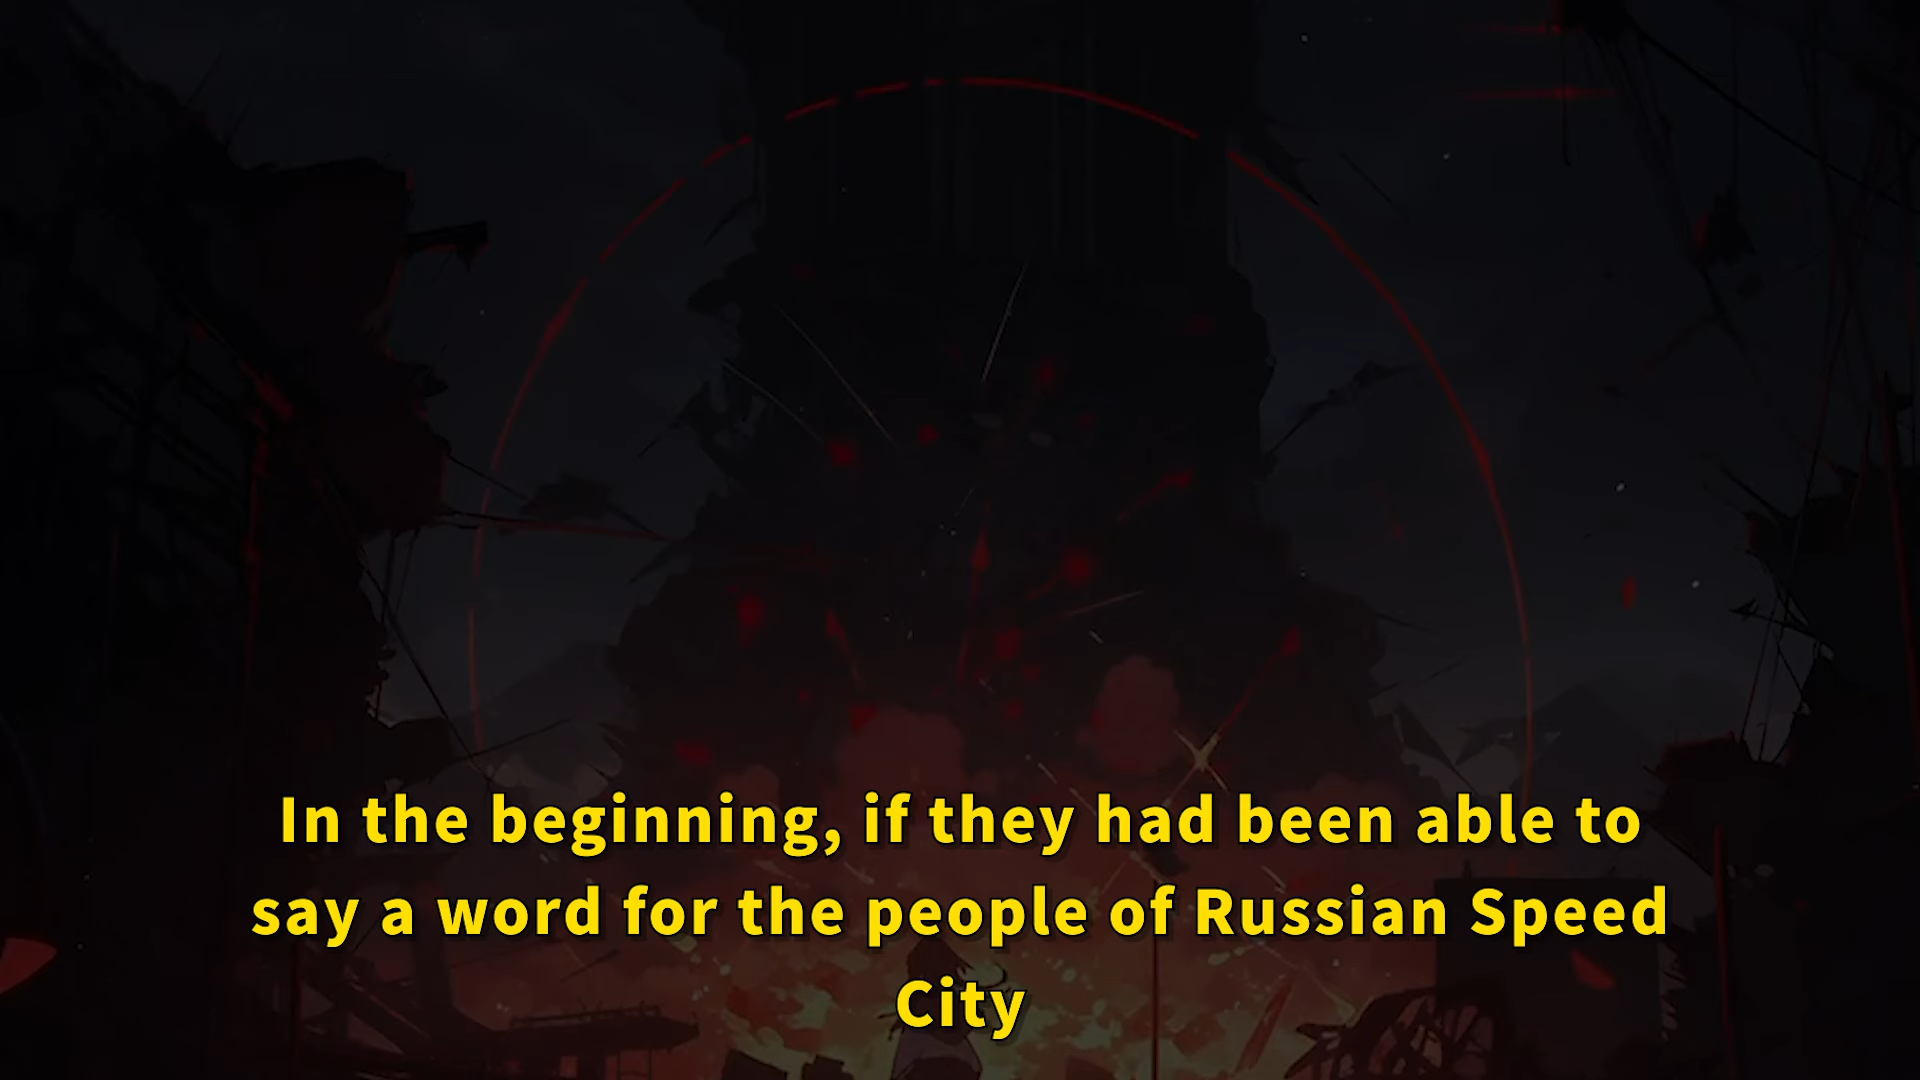 In the beginning, if they had been able to
say a word for the people of Russian Speed
City